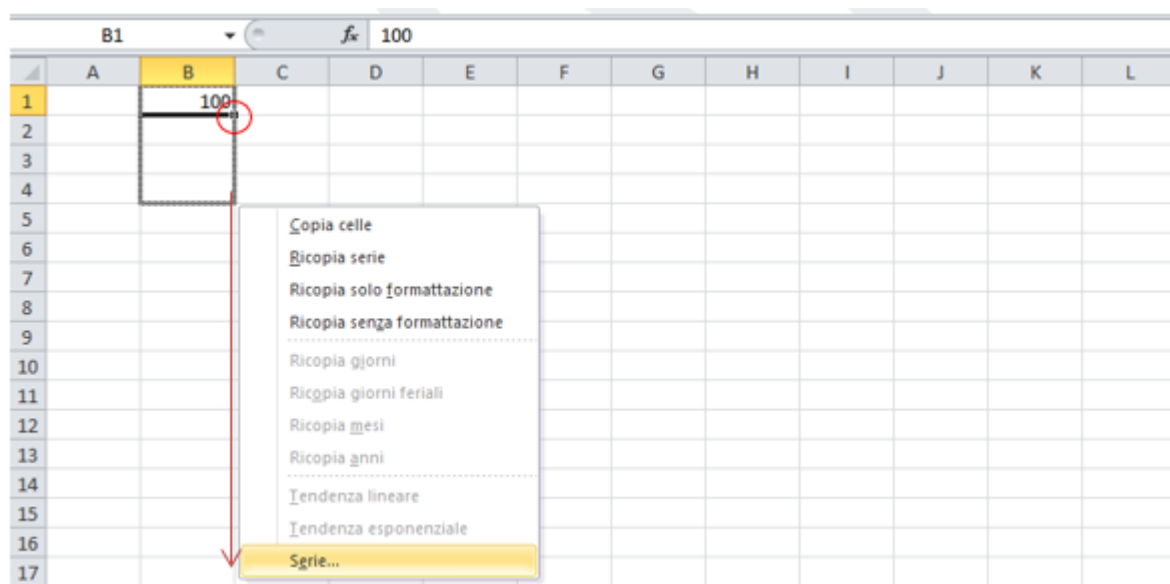 B1 fx 100
A B C D E F G H I J K L
1 100
2
3
4
5
6
7
8
9
10
11
12
13
14
15
16
17
Copia celle
Ricopia serie
Ricopia solo formattazione
Ricopia senza formattazione
Ricopia giorni
Ricopia giorni feriali
Ricopia mesi
Ricopia anni
Tendenza lineare
Tendenza esponenziale
Serie...